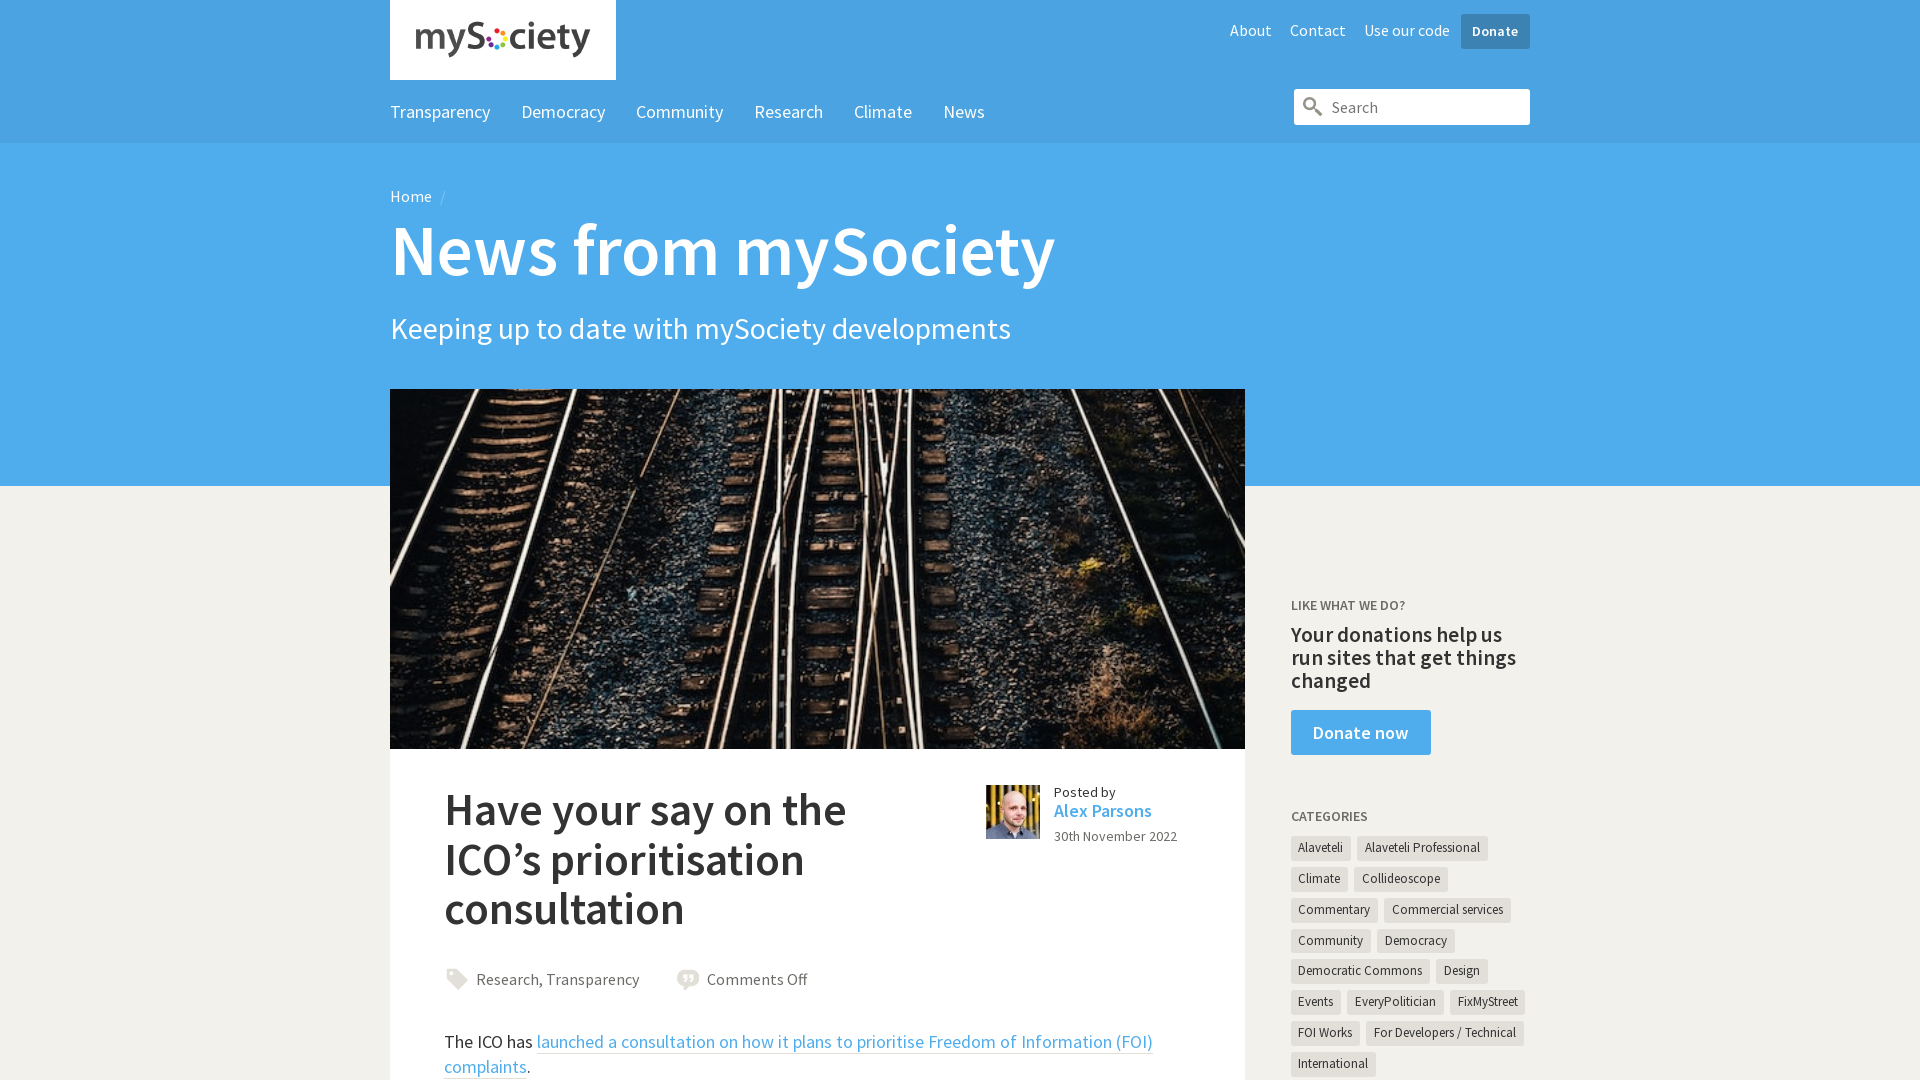 mySociety
About
Contact
Use our code
Donate
Transparency
Democracy
Community
Research
Climate
News
Search
Home /
News from mySociety
Keeping up to date with mySociety developments
Have your say on the
ICO’s prioritisation
consultation
Posted by
Alex Parsons
30th November 2022
Research, Transparency
Comments Off
The ICO has launched a consultation on how it plans to prioritise Freedom of Information (FOI)
complaints.
LIKE WHAT WE DO?
Your donations help us
run sites that get things
changed
Donate now
CATEGORIES
Alaveteli
Alaveteli Professional
Climate
Collideoscope
Commentary
Commercial services
Community
Democracy
Democratic Commons
Design
Events
EveryPolitician
FixMyStreet
FOI Works
For Developers / Technical
International